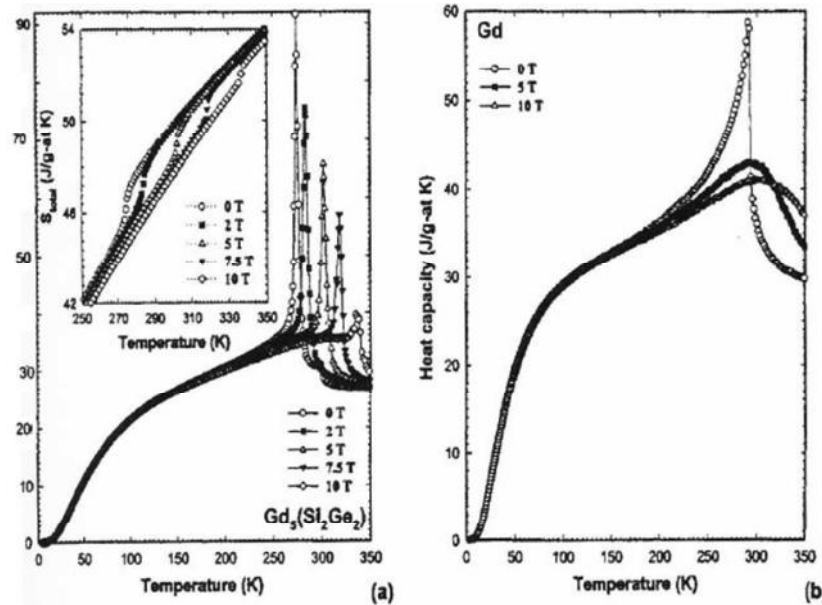 92
70
50
40
30
20
10
0
54
50
46
42
S_total (J/g-at K)
0 T
2 T
5 T
7.5 T
10 T
250 270 290 310 330 350
Temperature (K)
0 T
2 T
5 T
7.5 T
10 T
Gd₅(Si₂Ge₂)
0 50 100 150 200 250 300 350
Temperature (K)
(a)
60
50
40
30
20
10
0
Heat capacity (J/g-at K)
Gd
0 T
5 T
10 T
0 50 100 150 200 250 300 350
Temperature (K)
(b